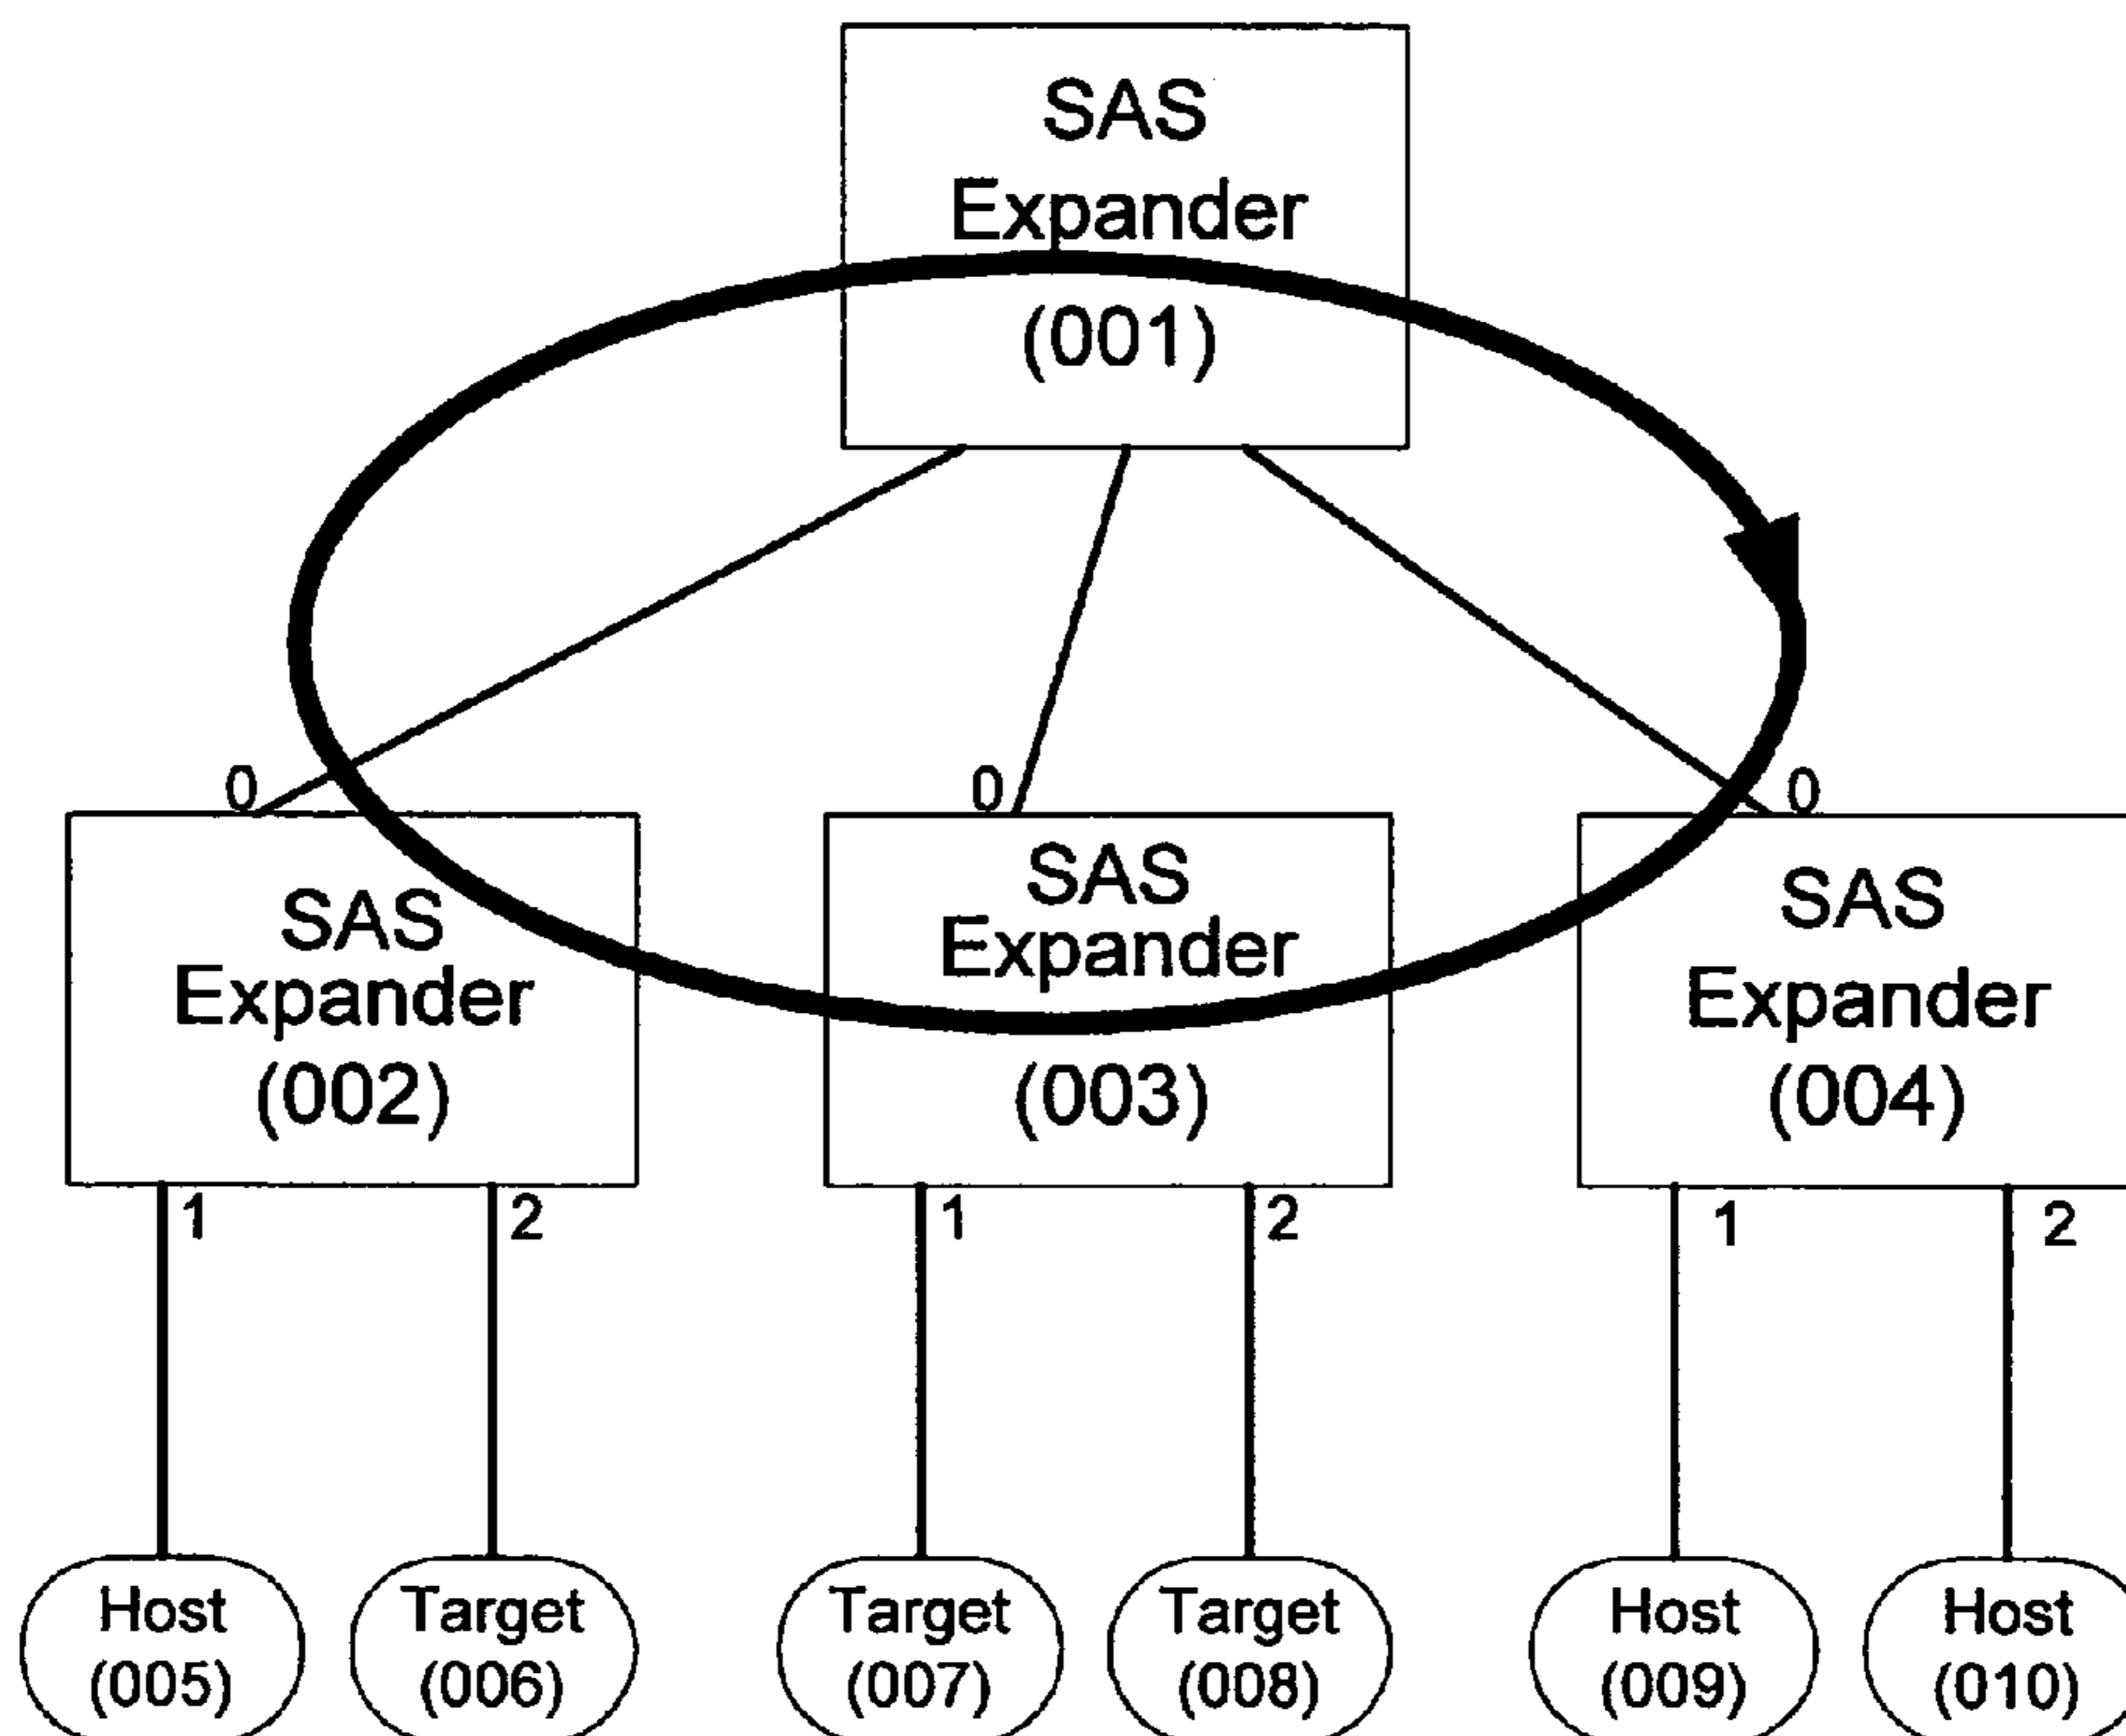 SAS
Expander
(001)
0
0
0
SAS
Expander
(002)
SAS
Expander
(003)
SAS
Expander
(004)
1
2
1
2
1
2
Host
(005)
Target
(006)
Target
(007)
Target
(008)
Host
(009)
Host
(010)